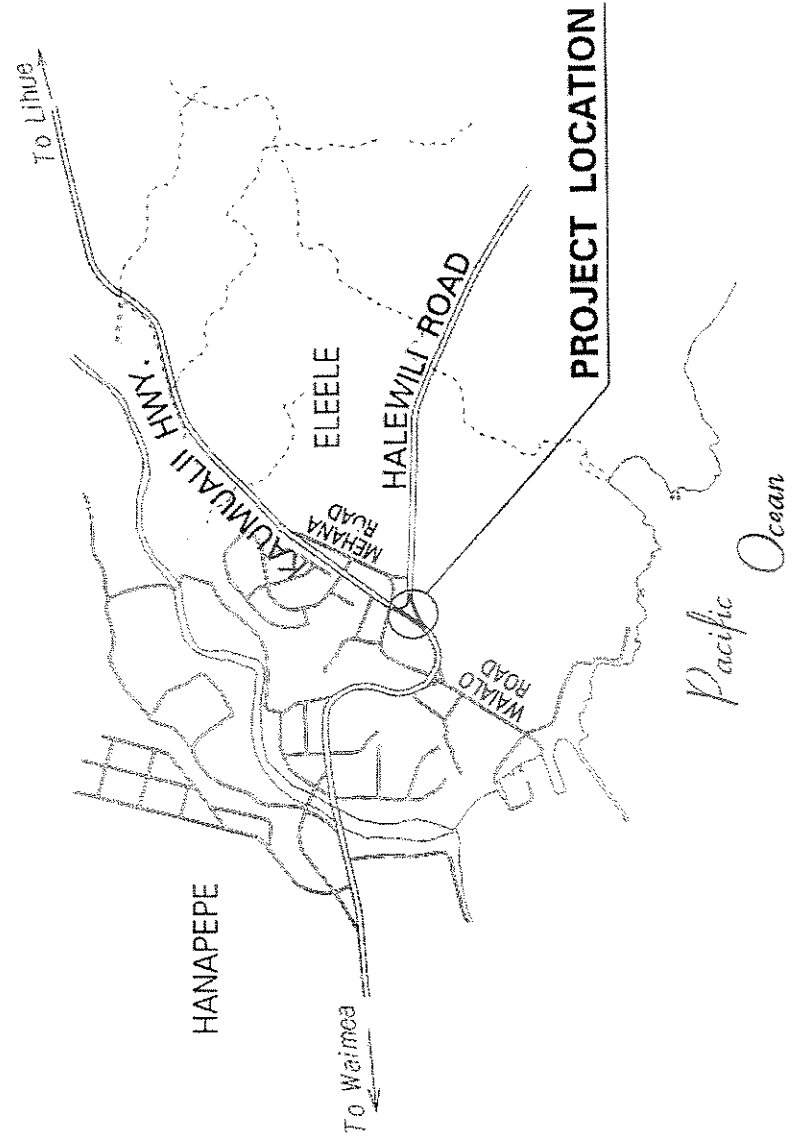 To Lihue
KAUMUALII HWY.
HANAPEPE
ELEELE
MEHANA
ROAD
HALEWILI ROAD
To Waimea
WAIALO
ROAD
PROJECT LOCATION
Pacific Ocean